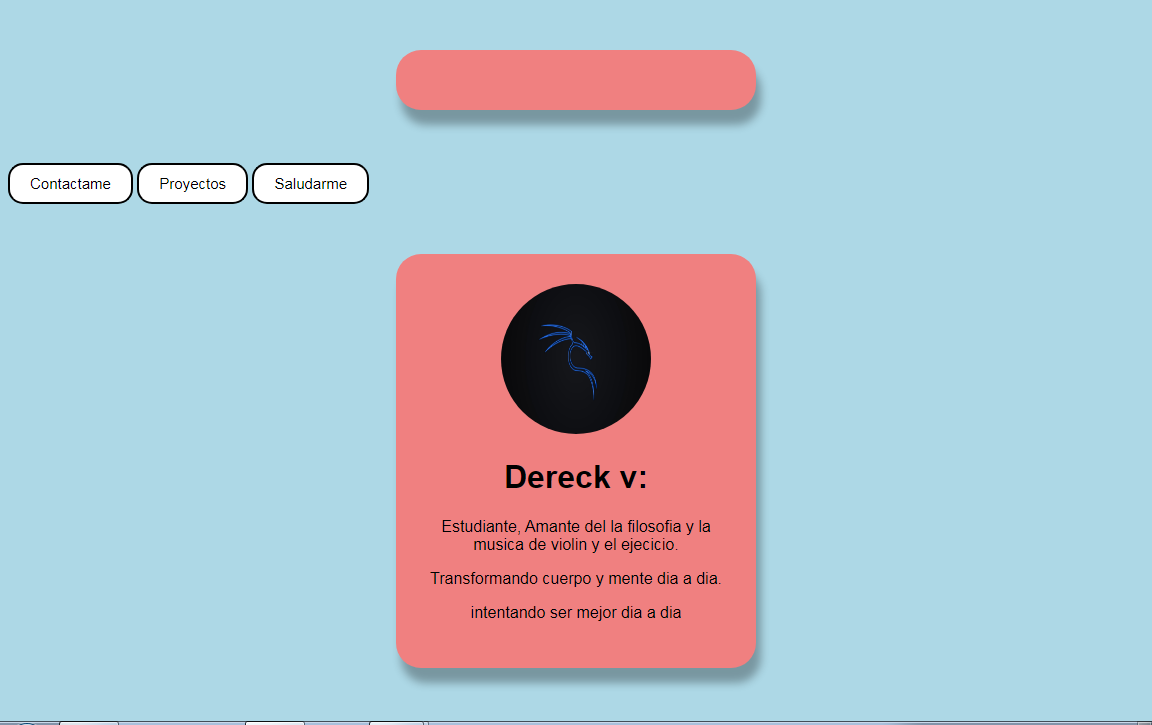 Contactame Proyectos Saludarme
Dereck v:
Estudiante, Amante del la filosofia y la
musica de violin y el ejecicio.
Transformando cuerpo y mente dia a dia.
intentando ser mejor dia a dia